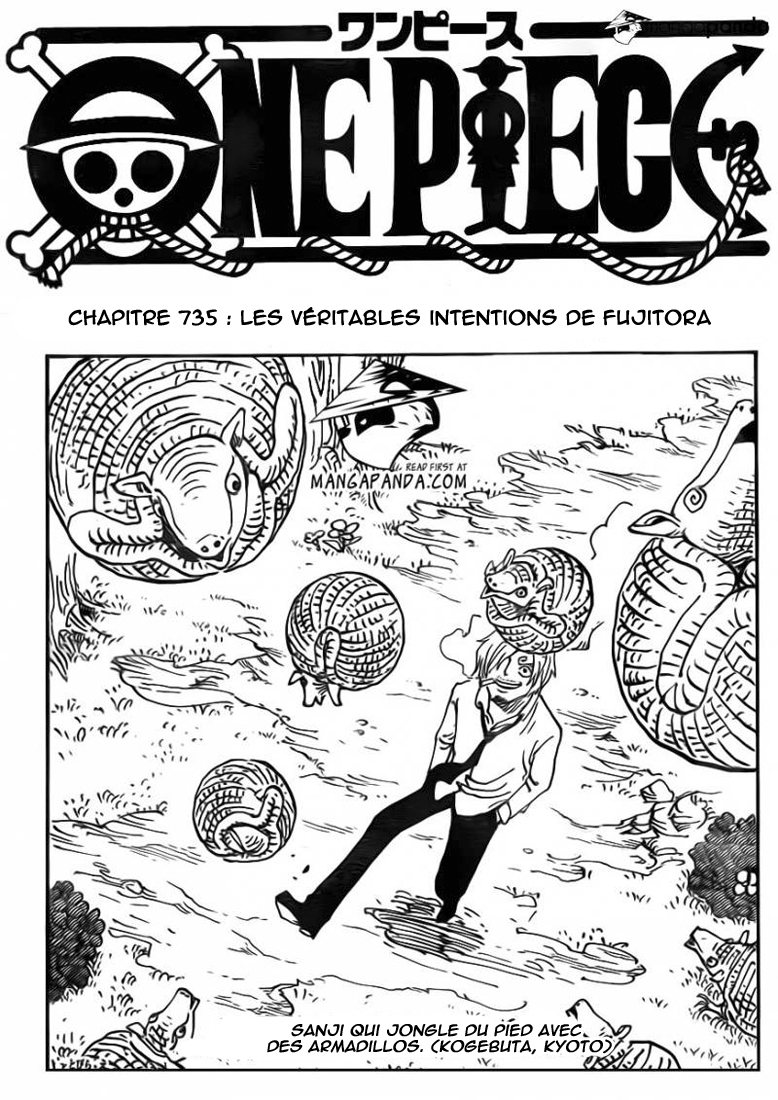 ワンピース
ONE PIECE
CHAPITRE 735 : LES VÉRITABLES INTENTIONS DE FUJITORA
READ FIRST AT
MANGAPANDA.COM
SANJI QUI JONGLE DU PIED AVEC
DES ARMADILLOS. (KOGEBUTA, KYOTO)